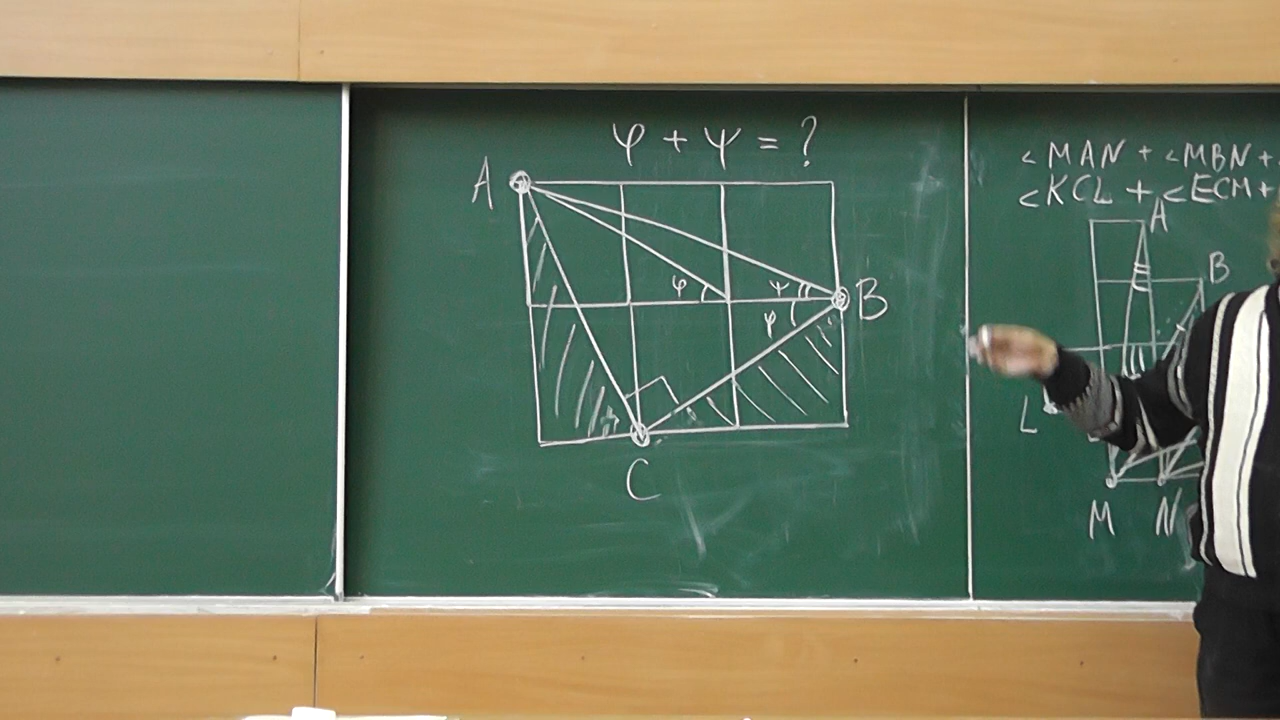 φ + ψ = ?
A
φ
ψ
B
φ
C
∠MAN + ∠MBN +
∠KCL + ∠ECM +
A
B
L
M
N